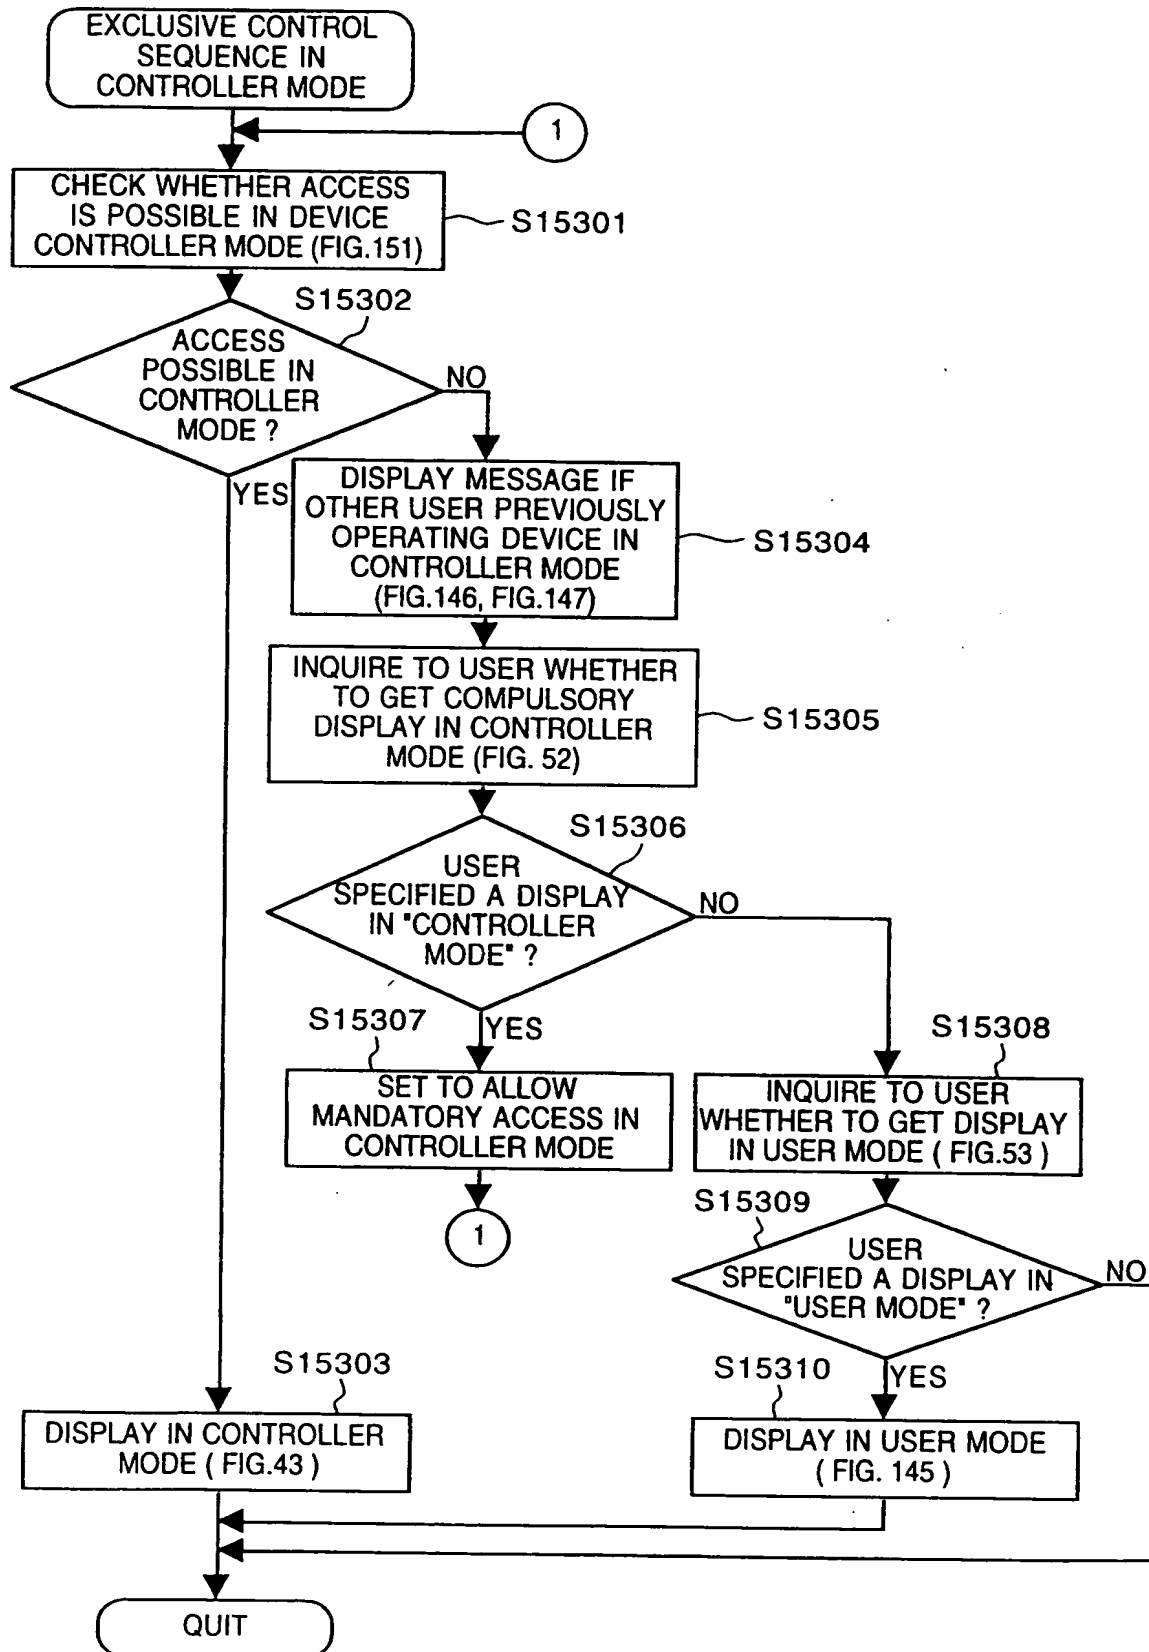 EXCLUSIVE CONTROL
SEQUENCE IN
CONTROLLER MODE
1
CHECK WHETHER ACCESS
IS POSSIBLE IN DEVICE
CONTROLLER MODE (FIG.151)
S15301
S15302
ACCESS
POSSIBLE IN
CONTROLLER
MODE ?
NO
YES
DISPLAY MESSAGE IF
OTHER USER PREVIOUSLY
OPERATING DEVICE IN
CONTROLLER MODE
(FIG.146, FIG.147)
S15304
INQUIRE TO USER WHETHER
TO GET COMPULSORY
DISPLAY IN CONTROLLER
MODE (FIG. 52)
S15305
S15306
USER
SPECIFIED A DISPLAY
IN "CONTROLLER
MODE" ?
NO
YES
S15307
SET TO ALLOW
MANDATORY ACCESS IN
CONTROLLER MODE
1
S15308
INQUIRE TO USER
WHETHER TO GET DISPLAY
IN USER MODE ( FIG.53 )
S15309
USER
SPECIFIED A DISPLAY IN
"USER MODE" ?
NO
YES
S15303
DISPLAY IN CONTROLLER
MODE ( FIG.43 )
S15310
DISPLAY IN USER MODE
( FIG. 145 )
QUIT